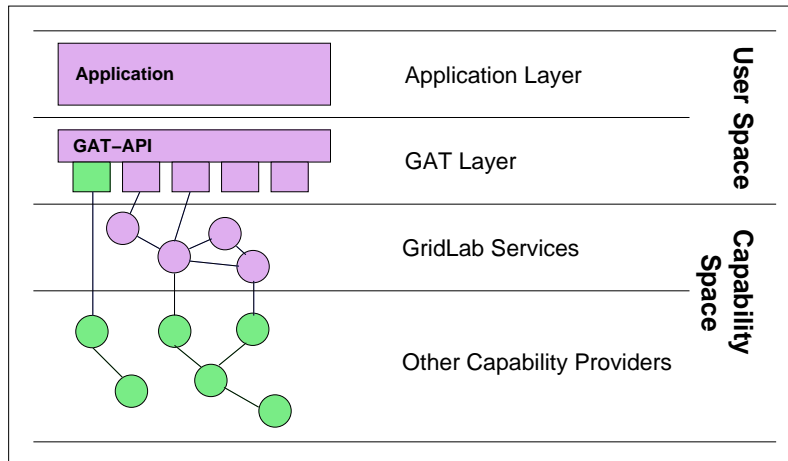 Application
Application Layer
GAT−API
GAT Layer
GridLab Services
Other Capability Providers
User Space
Capability
Space